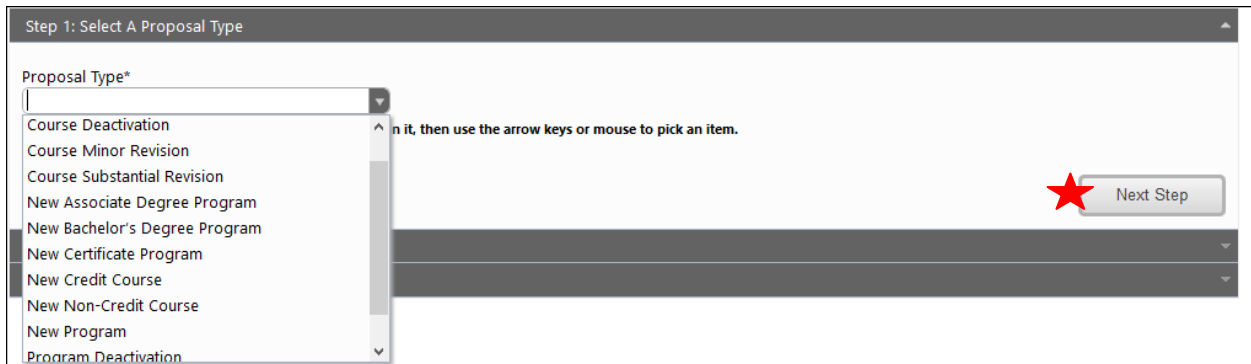 Step 1: Select A Proposal Type
Proposal Type*
n it, then use the arrow keys or mouse to pick an item.
Course Deactivation
Course Minor Revision
Course Substantial Revision
New Associate Degree Program
New Bachelor's Degree Program
New Certificate Program
New Credit Course
New Non-Credit Course
New Program
Program Deactivation
Next Step